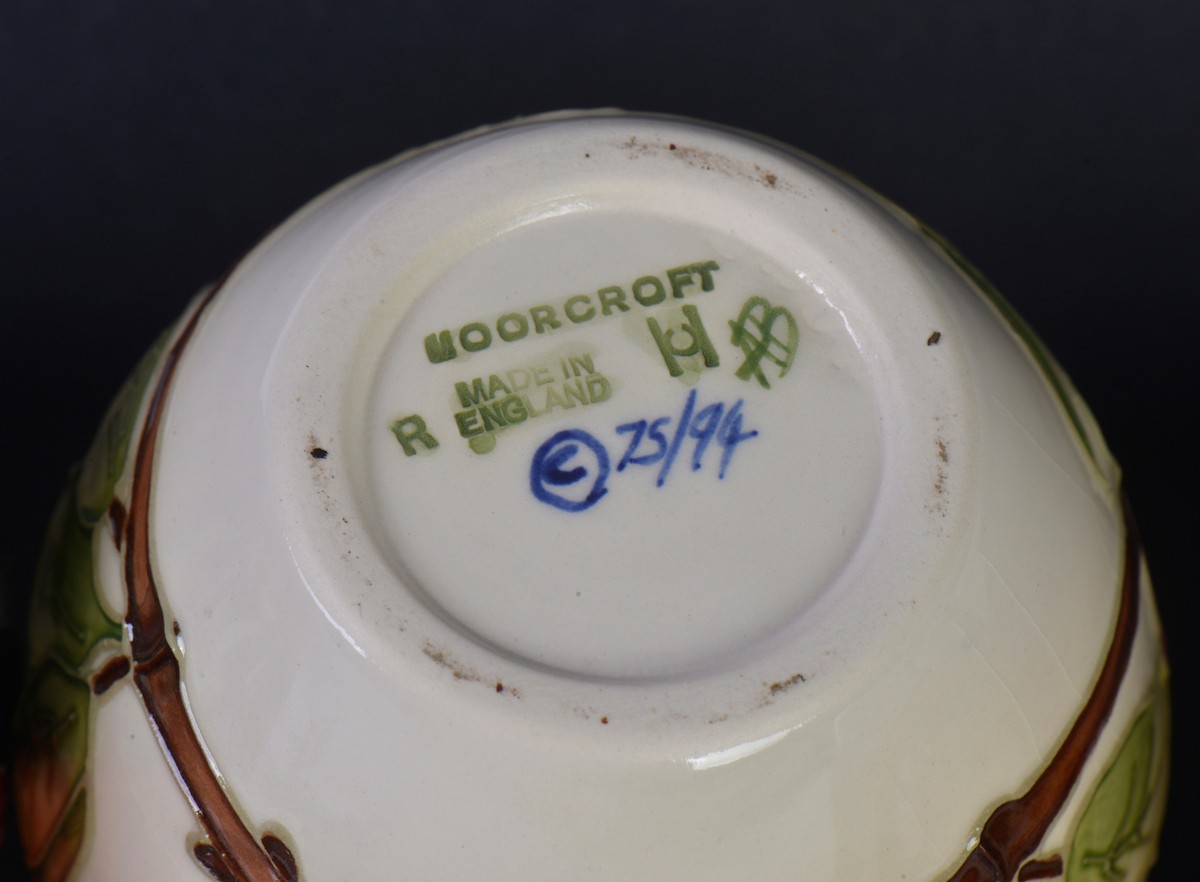 MOORCROFT
MADE IN
ENGLAND
R
© 75/94